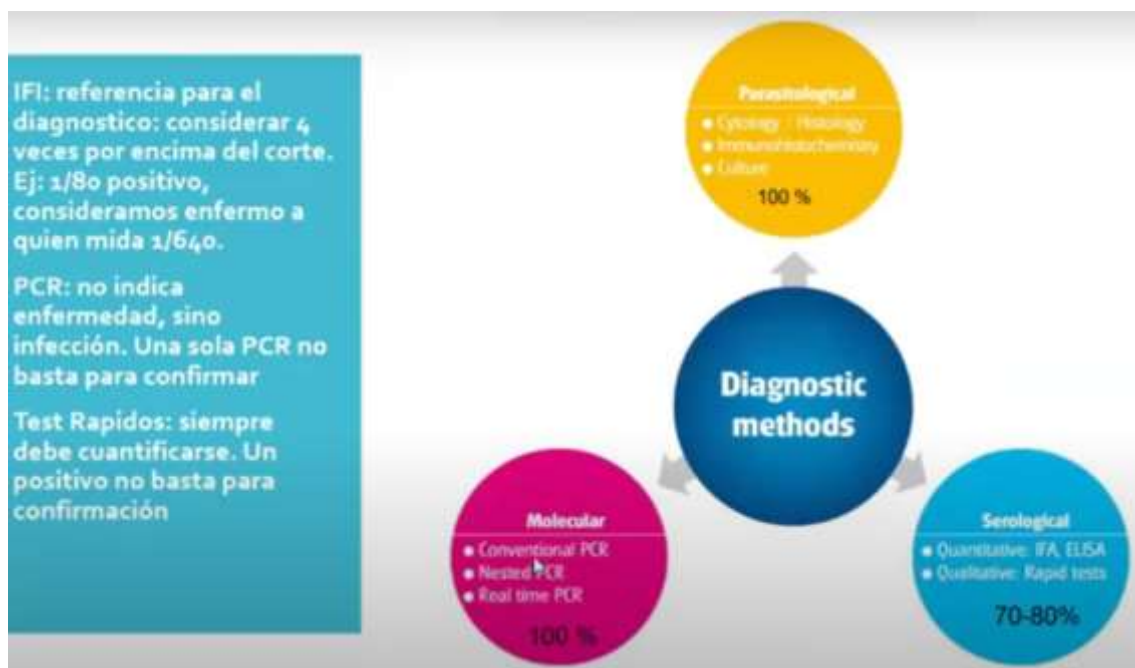 IFI: referencia para el
diagnostico: considerar 4
veces por encima del corte.
Ej: 1/80 positivo,
consideramos enfermo a
quien mida 1/640.
PCR: no indica
enfermedad, sino
infección. Una sola PCR no
basta para confirmar
Test Rapidos: siempre
debe cuantificarse. Un
positivo no basta para
confirmación
Parasitological
● Cytology - Histology
● Immunohistochemistry
● Culture
100 %
Diagnostic
methods
Molecular
● Conventional PCR
● Nested PCR
● Real time PCR
100 %
Serological
● Quantitative: IFA, ELISA
● Qualitative: Rapid tests
70-80%